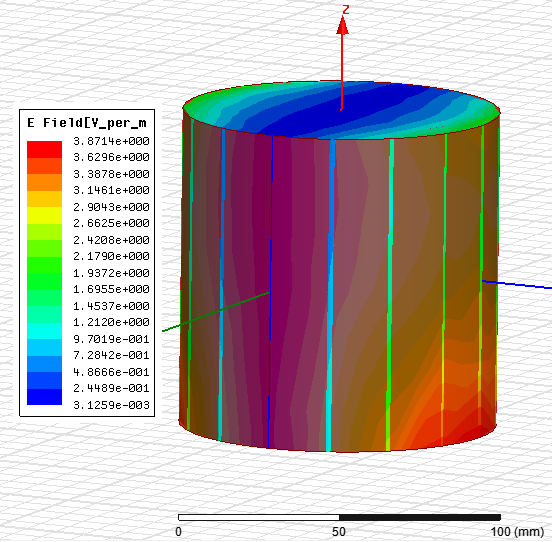 Z
E Field[V_per_m
3.8714e+000
3.6296e+000
3.3878e+000
3.1461e+000
2.9043e+000
2.6625e+000
2.4208e+000
2.1790e+000
1.9372e+000
1.6955e+000
1.4537e+000
1.2120e+000
9.7019e-001
7.2842e-001
4.8666e-001
2.4489e-001
3.1259e-003
0
50
100 (mm)